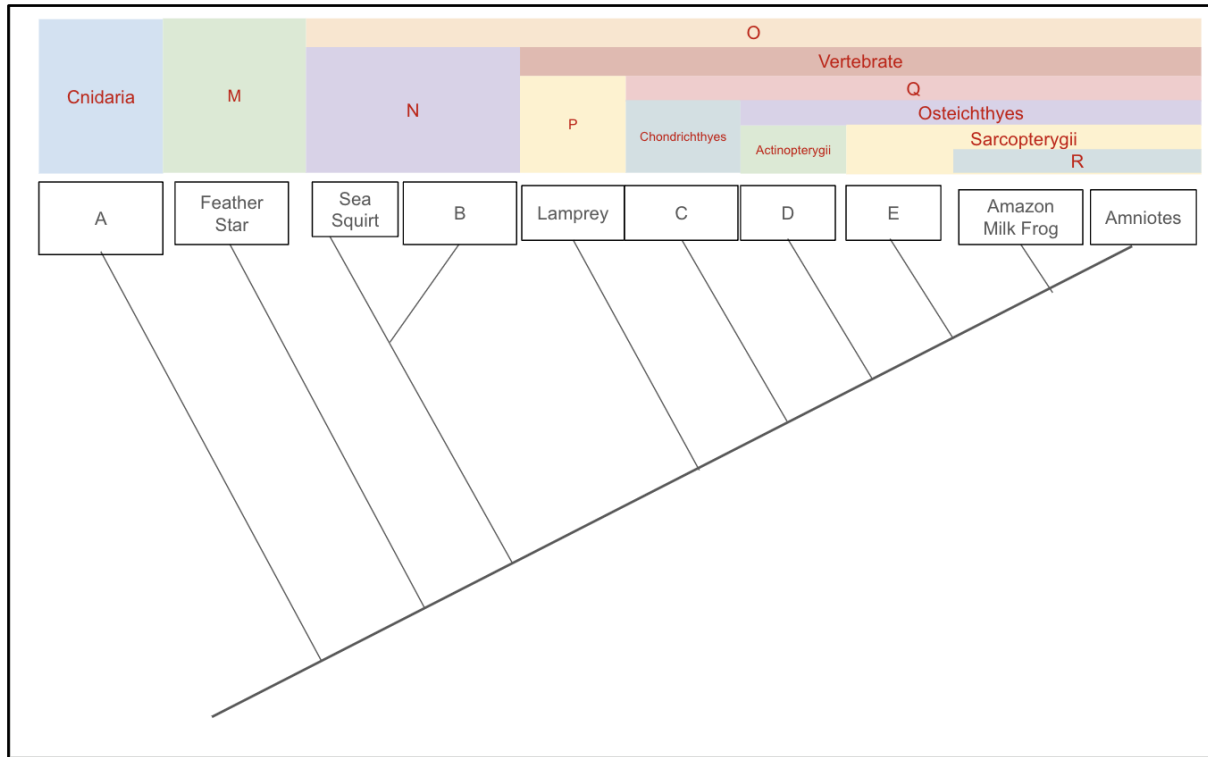 O
Vertebrate
Cnidaria
M
N
Q
P
Osteichthyes
Chondrichthyes
Actinopterygii
Sarcopterygii
R
A
Feather
Star
Sea
Squirt
B
Lamprey
C
D
E
Amazon
Milk Frog
Amniotes